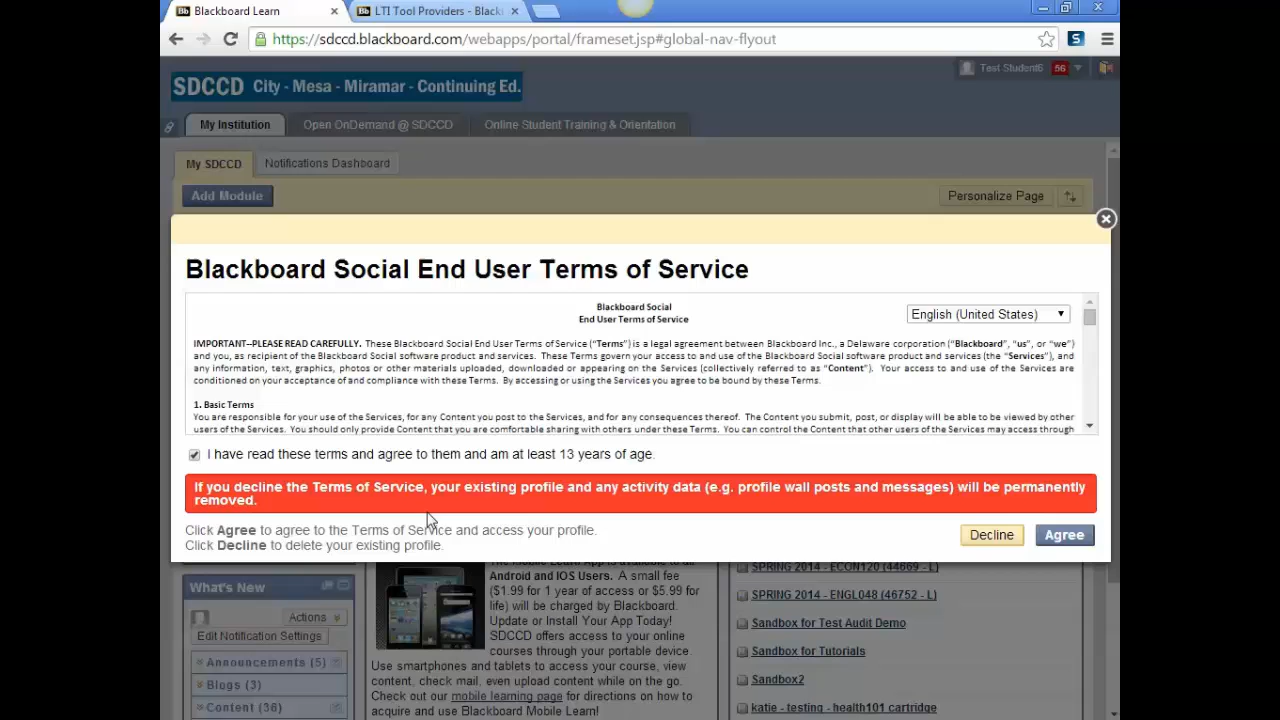 Blackboard Learn
LTI Tool Providers - Black
https://sdccd.blackboard.com/webapps/portal/frameset.jsp#global-nav-flyout
Test Student6 56
SDCCD City - Mesa - Miramar - Continuing Ed.
My Institution
Open OnDemand @ SDCCD
Online Student Training & Orientation
My SDCCD
Notifications Dashboard
Add Module
Personalize Page
Blackboard Social End User Terms of Service
Blackboard Social
End User Terms of Service
English (United States)
IMPORTANT--PLEASE READ CAREFULLY. These Blackboard Social End User Terms of Service (“Terms”) is a legal agreement between Blackboard Inc., a Delaware corporation (“Blackboard”, “us”, or “we”)
and you, as recipient of the Blackboard Social software product and services. These Terms govern your access to and use of the Blackboard Social software product and services (the “Services”), and
any information, text, graphics, photos or other materials uploaded, downloaded or appearing on the Services (collectively referred to as “Content”). Your access to and use of the Services are
conditioned on your acceptance of and compliance with these Terms. By accessing or using the Services you agree to be bound by these Terms.
1. Basic Terms
You are responsible for your use of the Services, for any Content you post to the Services, and for any consequences thereof. The Content you submit, post, or display will be able to be viewed by other
users of the Services. You should only provide Content that you are comfortable sharing with others under these Terms. You can control the Content that other users of the Services may access through
I have read these terms and agree to them and am at least 13 years of age.
If you decline the Terms of Service, your existing profile and any activity data (e.g. profile wall posts and messages) will be permanently
removed.
Click Agree to agree to the Terms of Service and access your profile.
Click Decline to delete your existing profile.
Decline
Agree
What's New
Actions
Edit Notification Settings
Announcements (5)
Blogs (3)
Content (36)
The Mobile Learn App is available to all
Android and IOS Users. A small fee
($1.99 for 1 year of access or $5.99 for
life) will be charged by Blackboard.
Update or Install Your App Today!
SDCCD offers access to your online
courses through your portable device.
Use smartphones and tablets to access your course, view
content, check mail, even upload content while on the go.
Check out our mobile learning page for directions on how to
acquire and use Blackboard Mobile Learn!
SPRING 2014 - ECON120 (44669 - L)
SPRING 2014 - ENGL048 (46752 - L)
Sandbox for Test Audit Demo
Sandbox for Tutorials
Sandbox2
katie - testing - health101 cartridge